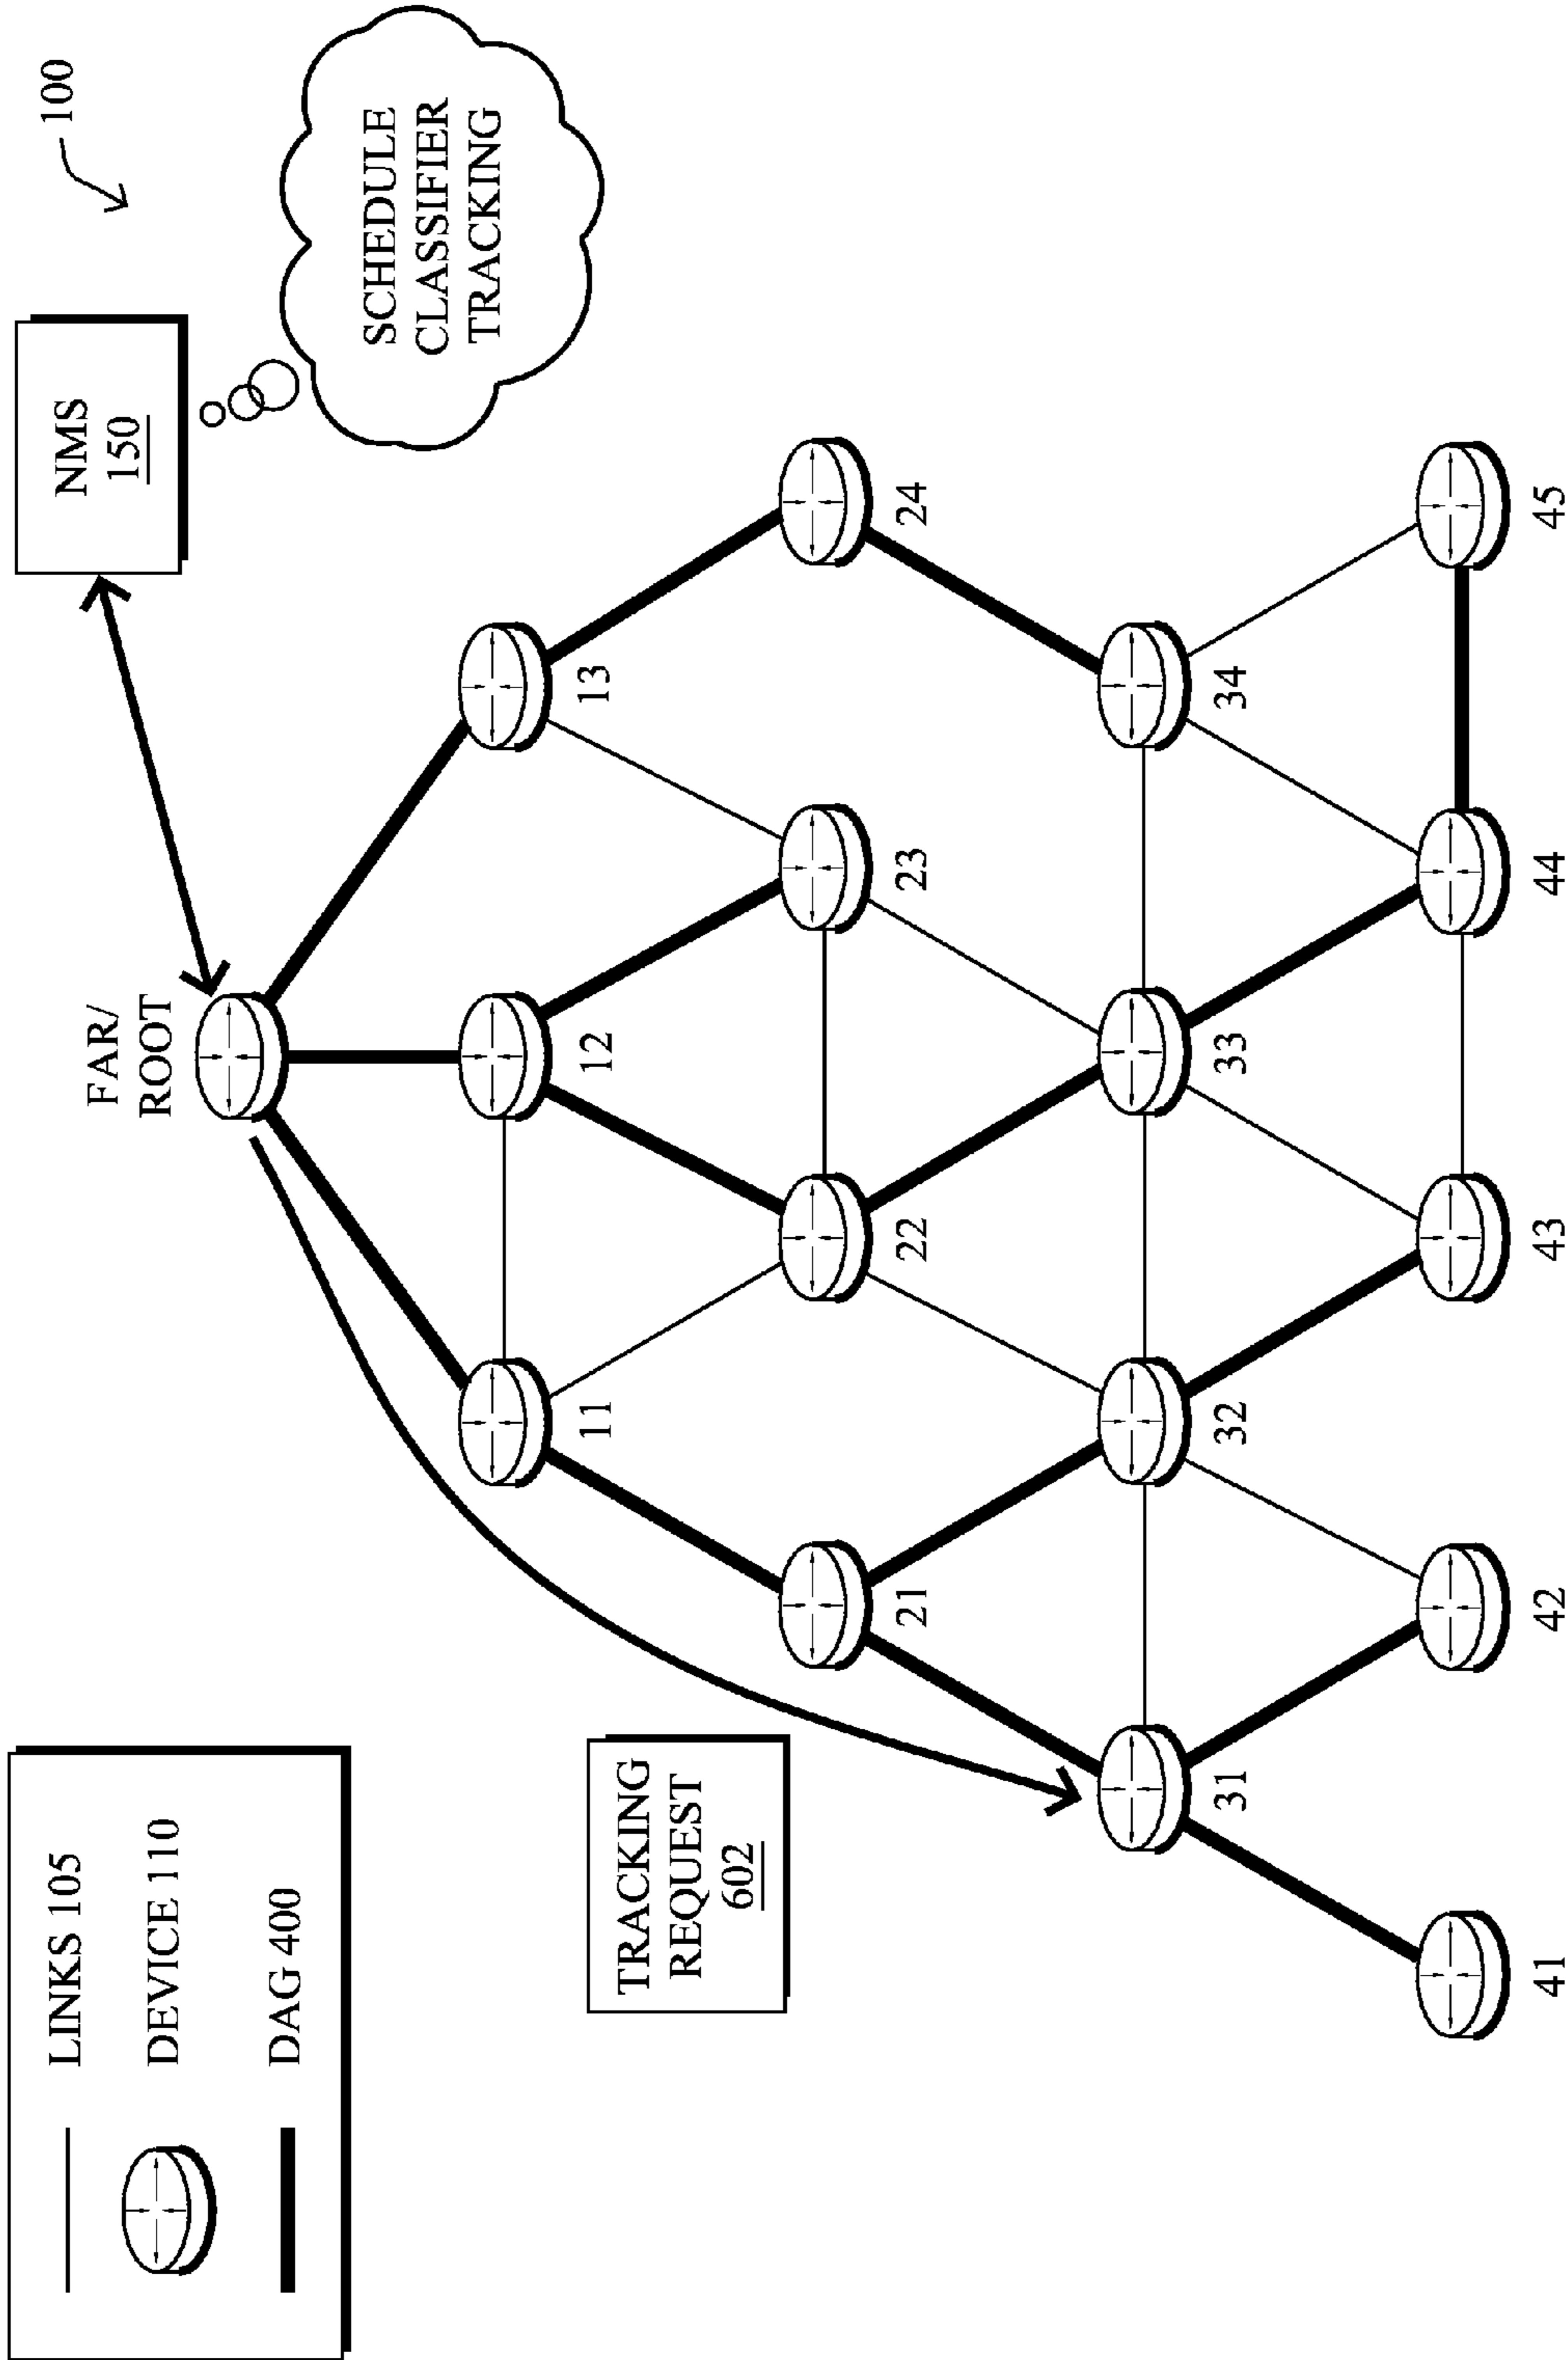 LINKS 105
DEVICE 110
DAG 400
FAR/
ROOT
NMS
150
100
SCHEDULE
CLASSIFIER
TRACKING
TRACKING
REQUEST
602
11
12
13
21
22
23
24
31
32
33
34
41
42
43
44
45